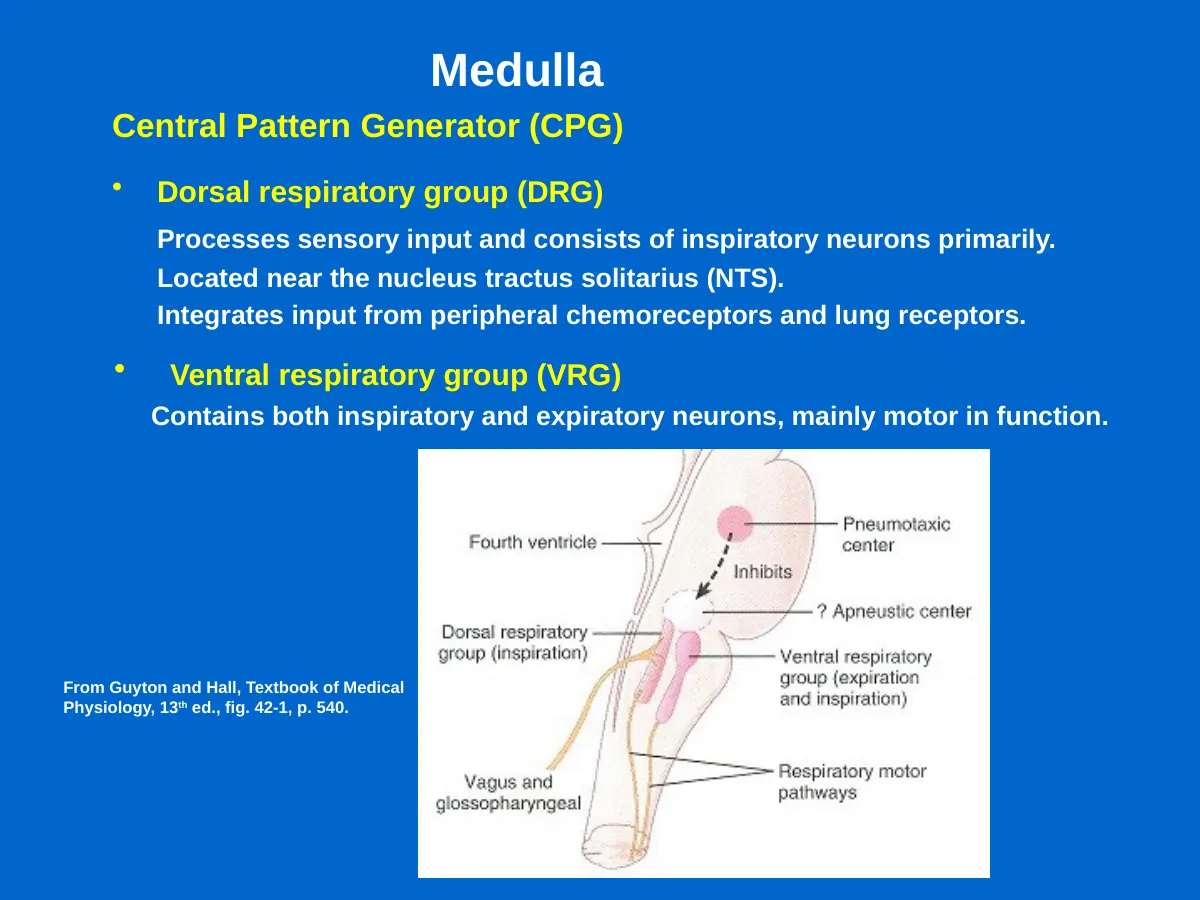 Medulla
Central Pattern Generator (CPG)
• Dorsal respiratory group (DRG)
Processes sensory input and consists of inspiratory neurons primarily.
Located near the nucleus tractus solitarius (NTS).
Integrates input from peripheral chemoreceptors and lung receptors.
• Ventral respiratory group (VRG)
Contains both inspiratory and expiratory neurons, mainly motor in function.
Pneumotaxic
center
Fourth ventricle
Inhibits
? Apneustic center
Dorsal respiratory
group (inspiration)
Ventral respiratory
group (expiration
and inspiration)
From Guyton and Hall, Textbook of Medical
Physiology, 13th ed., fig. 42-1, p. 540.
Vagus and
glossopharyngeal
Respiratory motor
pathways